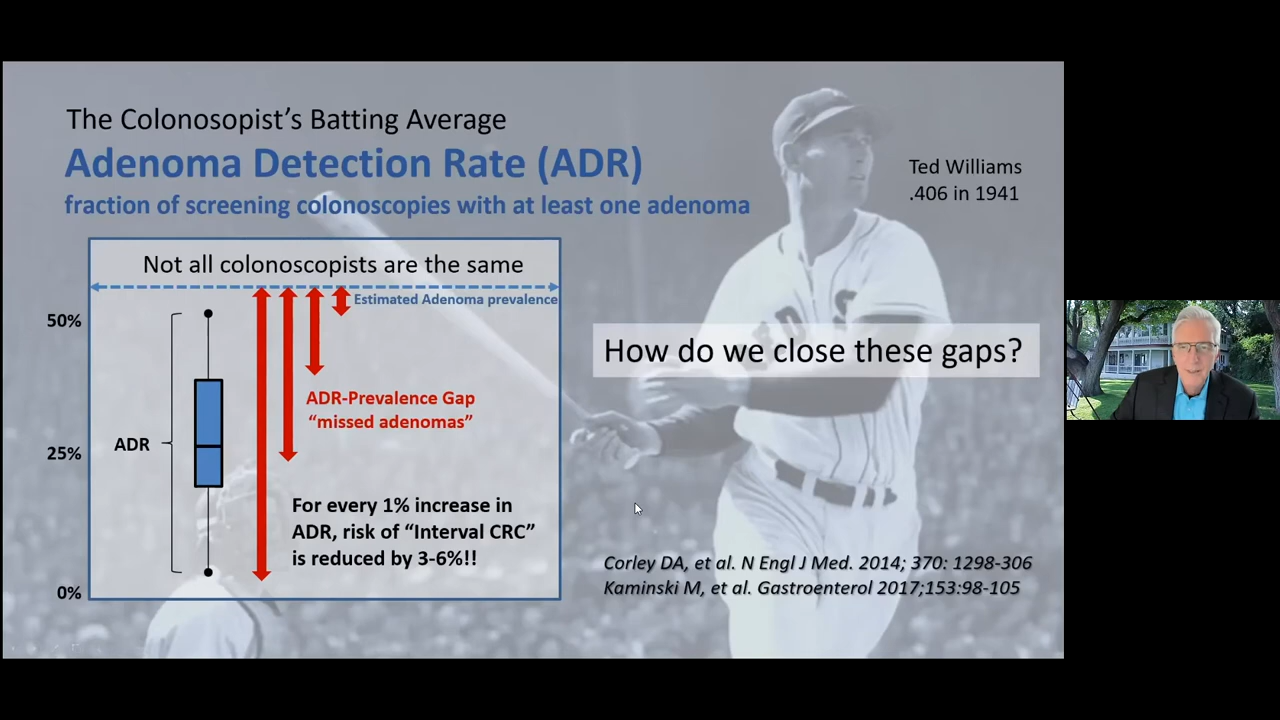 The Colonosopist's Batting Average
Adenoma Detection Rate (ADR)
fraction of screening colonoscopies with at least one adenoma
Ted Williams
.406 in 1941
Not all colonoscopists are the same
Estimated Adenoma prevalence
50%
How do we close these gaps?
ADR-Prevalence Gap
“missed adenomas”
ADR
25%
For every 1% increase in
ADR, risk of “Interval CRC”
is reduced by 3-6%!!
0%
Corley DA, et al. N Engl J Med. 2014; 370: 1298-306
Kaminski M, et al. Gastroenterol 2017;153:98-105